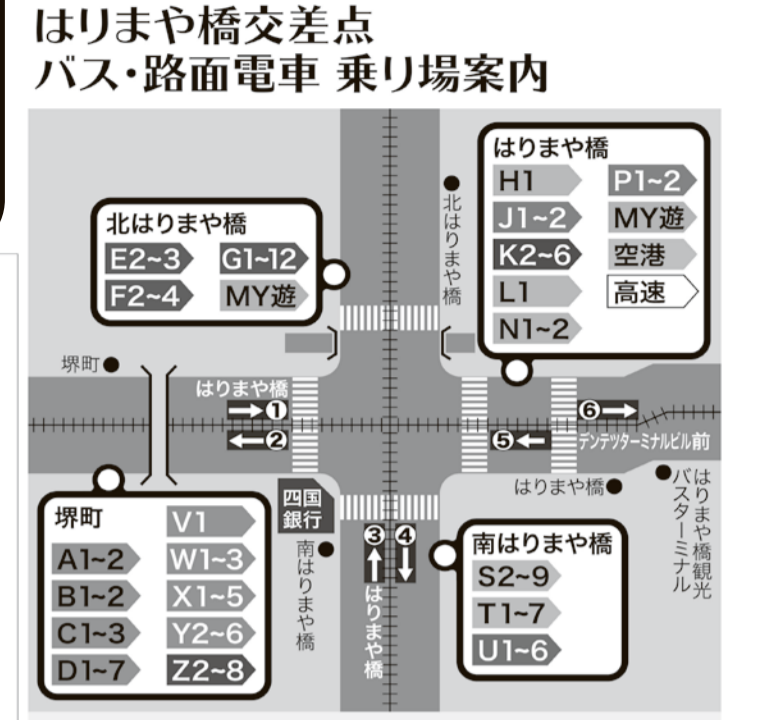 はりまや橋交差点
バス・路面電車 乗り場案内
北はりまや橋
E2~3
G1~12
F2~4
MY遊
北はりまや橋
はりまや橋
H1
P1~2
J1~2
MY遊
K2~6
空港
L1
高速
N1~2
堺町
はりまや橋
①
②
⑥
⑤
デンテツターミナルビル前
はりまや橋
はりまや橋観光
バスターミナル
四国
銀行
南はりまや橋
③
④
はりまや橋
堺町
V1
A1~2
W1~3
B1~2
X1~5
C1~3
Y2~6
D1~7
Z2~8
南はりまや橋
S2~9
T1~7
U1~6